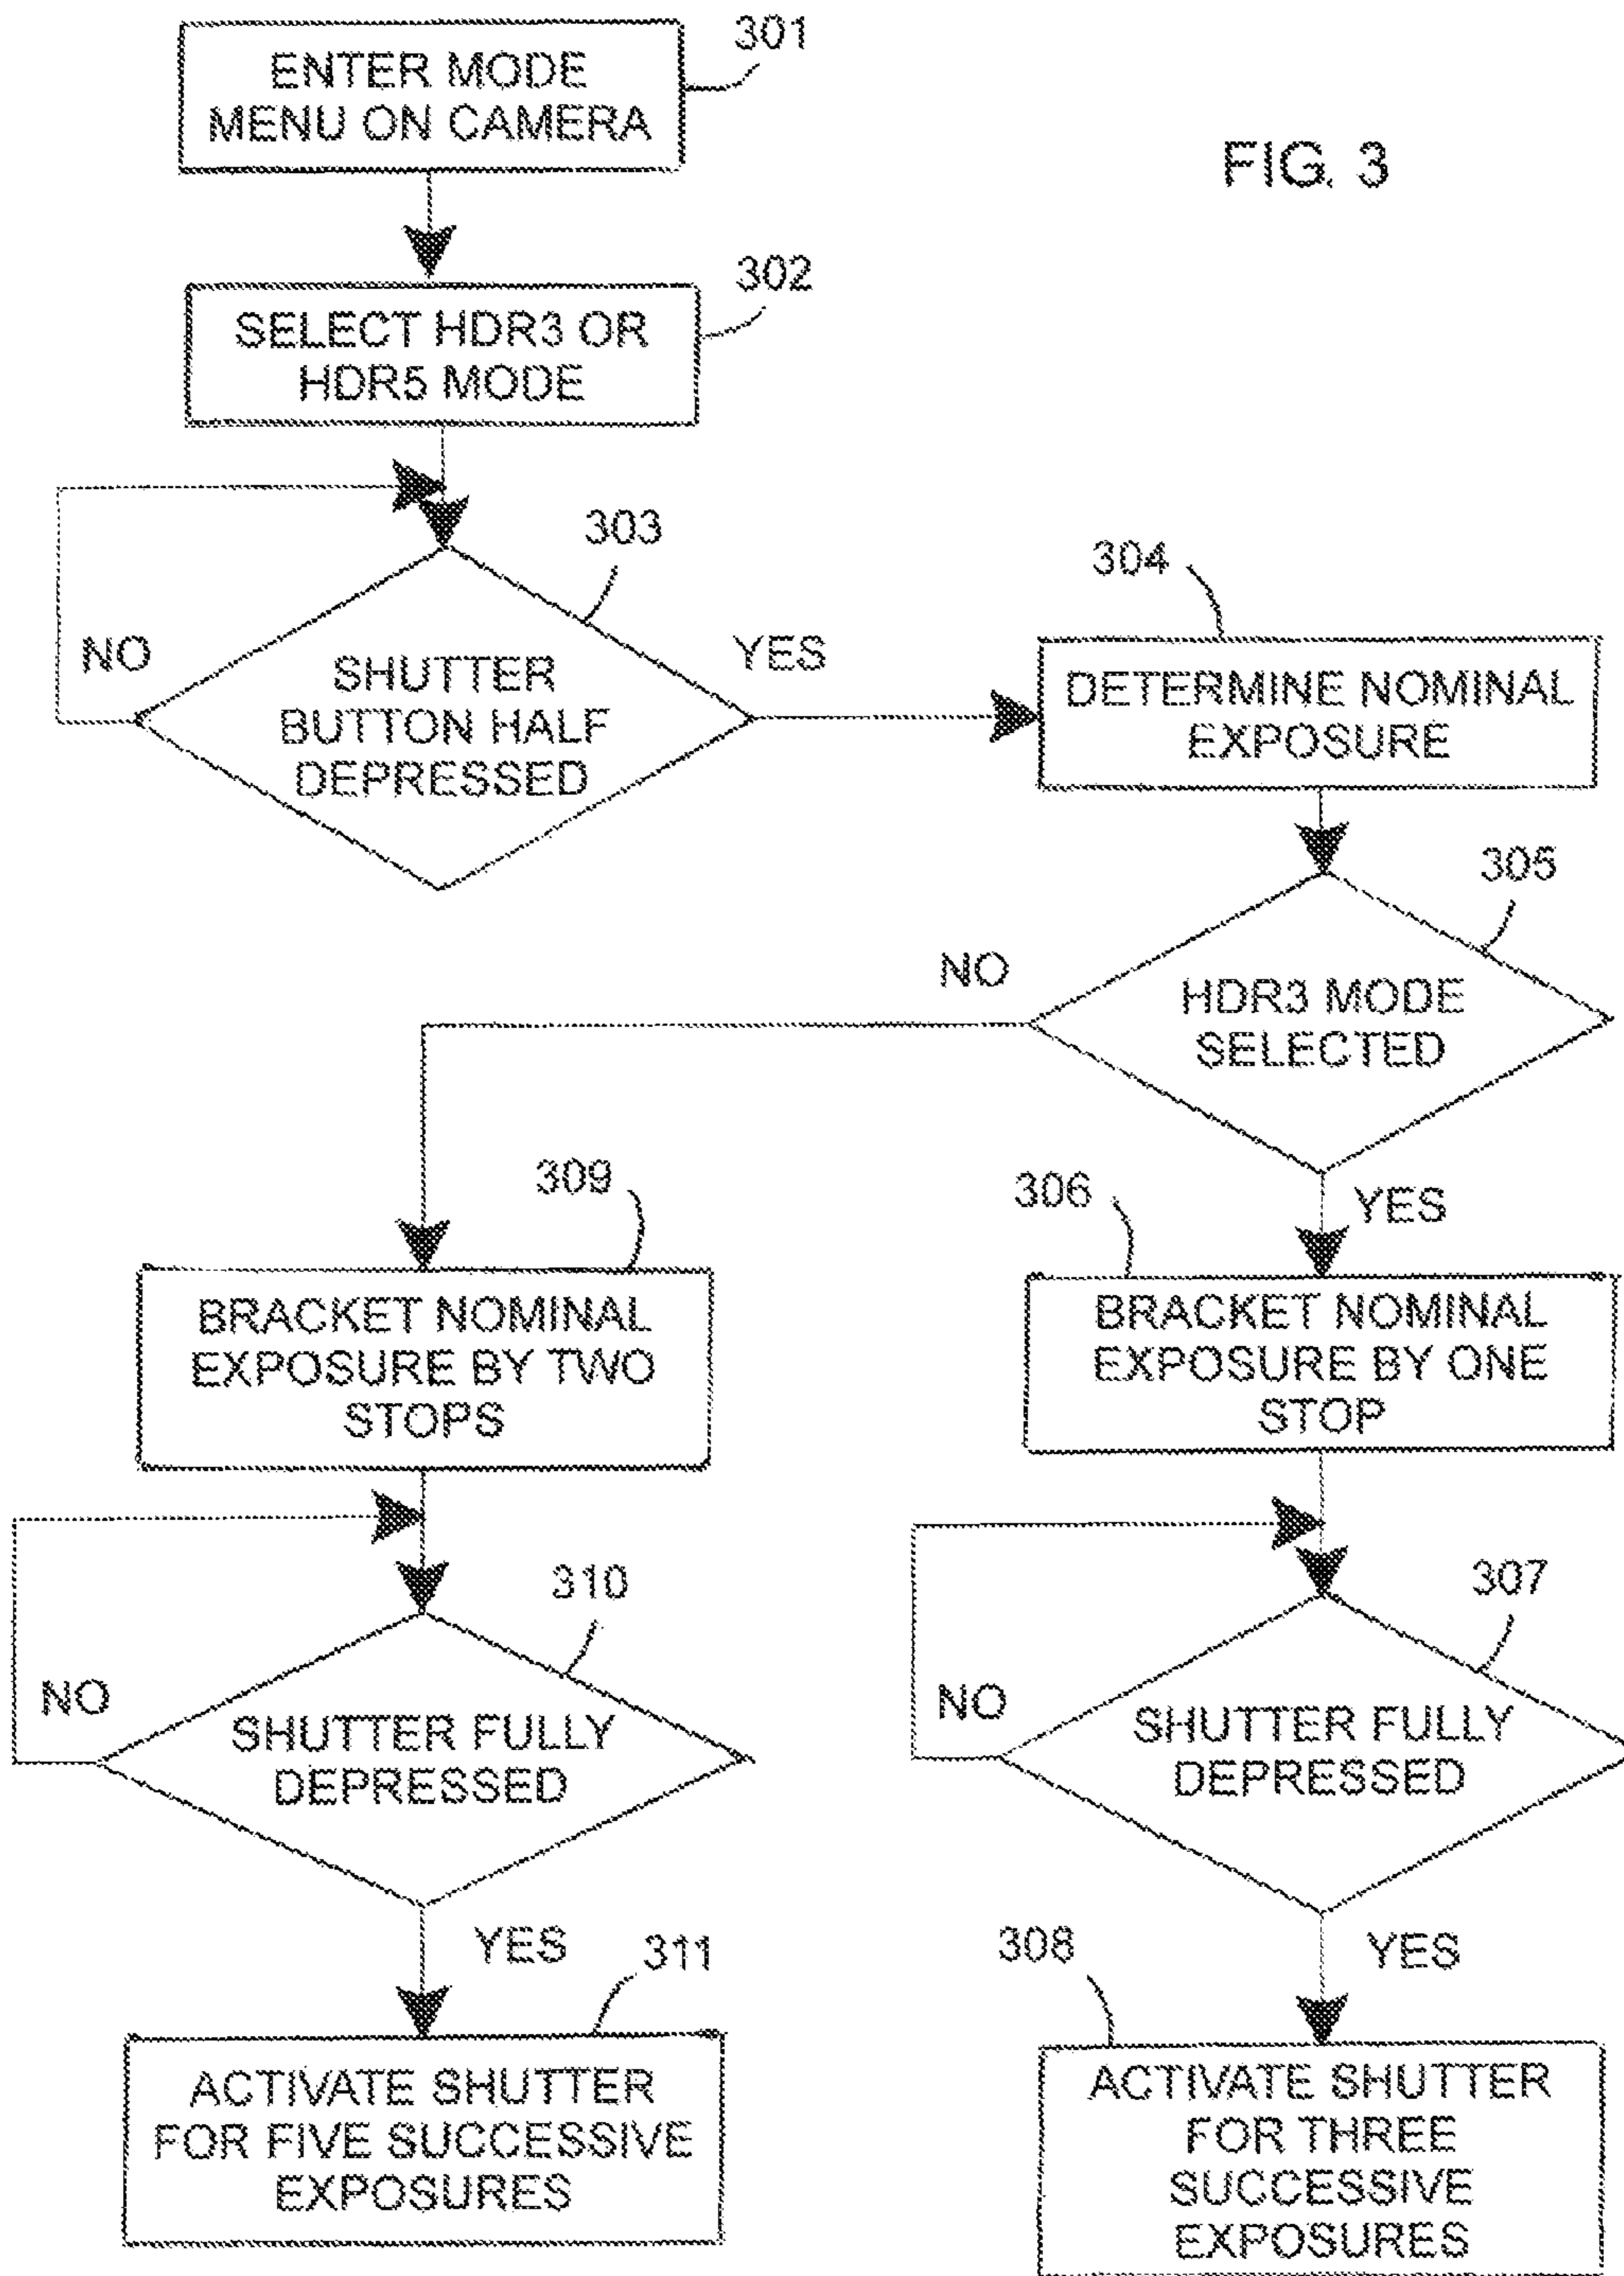 301
ENTER MODE
MENU ON CAMERA
FIG. 3
302
SELECT HDR3 OR
HDR5 MODE
303
NO
YES
SHUTTER
BUTTON HALF
DEPRESSED
304
DETERMINE NOMINAL
EXPOSURE
305
NO
HDR3 MODE
SELECTED
YES
309
BRACKET NOMINAL
EXPOSURE BY TWO
STOPS
306
BRACKET NOMINAL
EXPOSURE BY ONE
STOP
310
NO
SHUTTER FULLY
DEPRESSED
YES
307
NO
SHUTTER FULLY
DEPRESSED
YES
311
ACTIVATE SHUTTER
FOR FIVE SUCCESSIVE
EXPOSURES
308
ACTIVATE SHUTTER
FOR THREE
SUCCESSIVE
EXPOSURES